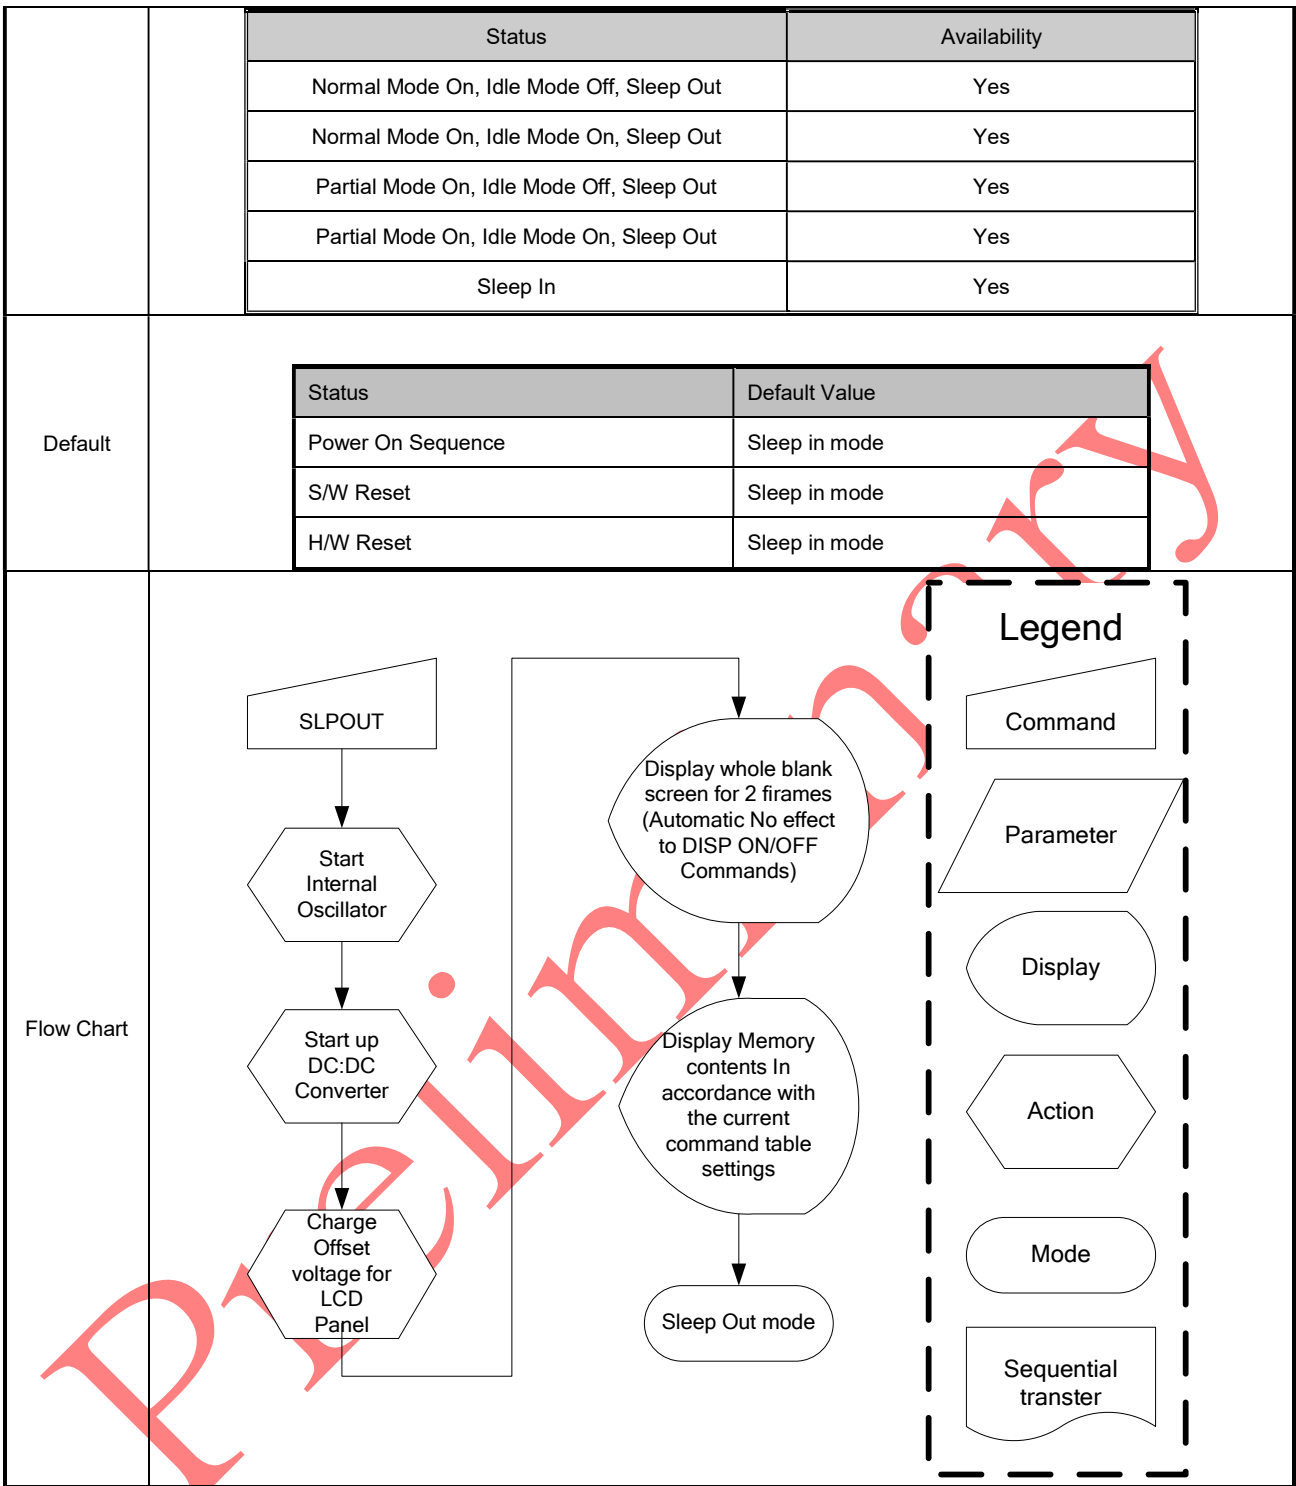 Status Availability
Normal Mode On, Idle Mode Off, Sleep Out Yes
Normal Mode On, Idle Mode On, Sleep Out Yes
Partial Mode On, Idle Mode Off, Sleep Out Yes
Partial Mode On, Idle Mode On, Sleep Out Yes
Sleep In Yes
Default
Status Default Value
Power On Sequence Sleep in mode
S/W Reset Sleep in mode
H/W Reset Sleep in mode
Flow Chart
SLPOUT
Start
Internal
Oscillator
Start up
DC:DC
Converter
Charge
Offset
voltage for
LCD
Panel
Display whole blank
screen for 2 firames
(Automatic No effect
to DISP ON/OFF
Commands)
Display Memory
contents In
accordance with
the current
command table
settings
Sleep Out mode
Legend
Command
Parameter
Display
Action
Mode
Sequential
transter
Preliminary